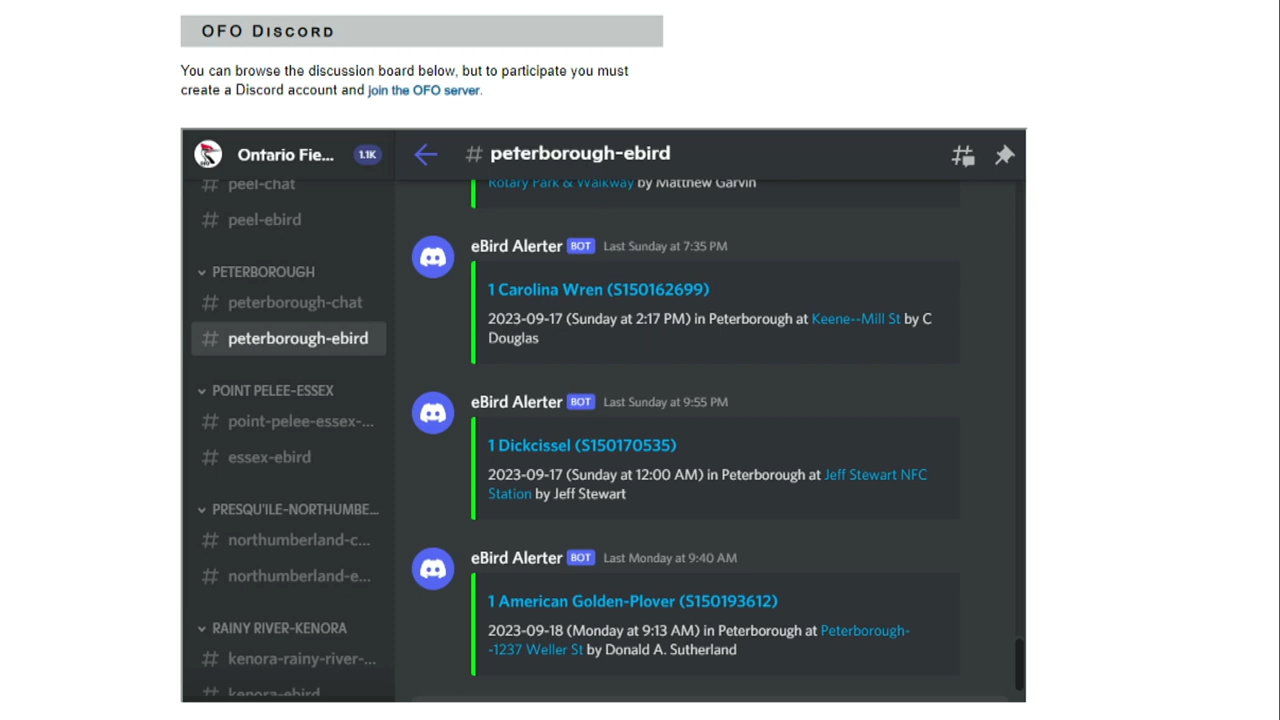 OFO Discord
You can browse the discussion board below, but to participate you must
create a Discord account and join the OFO server.
Ontario Fie... 1.1K
# peel-chat
# peel-ebird
PETERBOROUGH
# peterborough-chat
# peterborough-ebird
POINT PELEE-ESSEX
# point-pelee-essex-...
# essex-ebird
PRESQU'ILE-NORTHUMBE...
# northumberland-c...
# northumberland-e...
RAINY RIVER-KENORA
# kenora-rainy-river-...
# kenora-ebird
# peterborough-ebird
Rotary Park & Walkway by Matthew Garvin
eBird Alerter BOT Last Sunday at 7:35 PM
1 Carolina Wren (S150162699)
2023-09-17 (Sunday at 2:17 PM) in Peterborough at Keene--Mill St by C
Douglas
eBird Alerter BOT Last Sunday at 9:55 PM
1 Dickcissel (S150170535)
2023-09-17 (Sunday at 12:00 AM) in Peterborough at Jeff Stewart NFC
Station by Jeff Stewart
eBird Alerter BOT Last Monday at 9:40 AM
1 American Golden-Plover (S150193612)
2023-09-18 (Monday at 9:13 AM) in Peterborough at Peterborough-
-1237 Weller St by Donald A. Sutherland